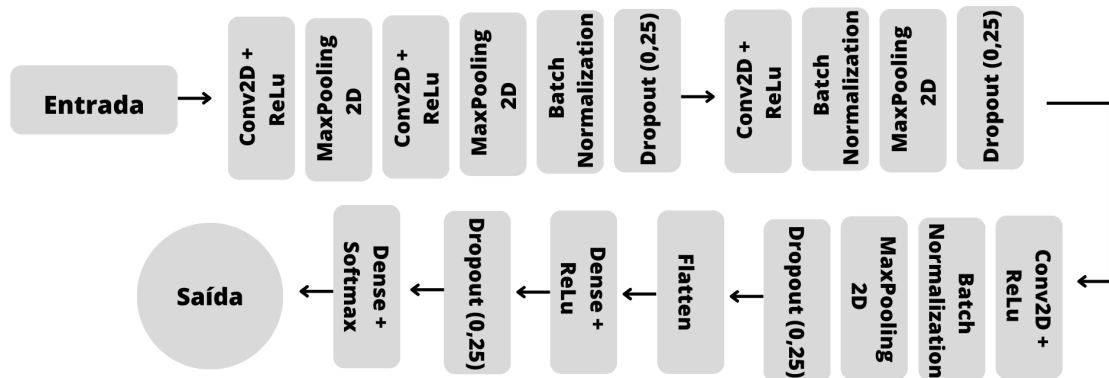 Entrada
Conv2D +
ReLu
MaxPooling
2D
Conv2D +
ReLu
MaxPooling
2D
Batch
Normalization
Dropout (0,25)
Conv2D +
ReLu
Batch
Normalization
MaxPooling
2D
Dropout (0,25)
Conv2D +
ReLu
Batch
Normalization
MaxPooling
2D
Dropout (0,25)
Flatten
Dense +
ReLu
Dropout (0,25)
Dense +
Softmax
Saída